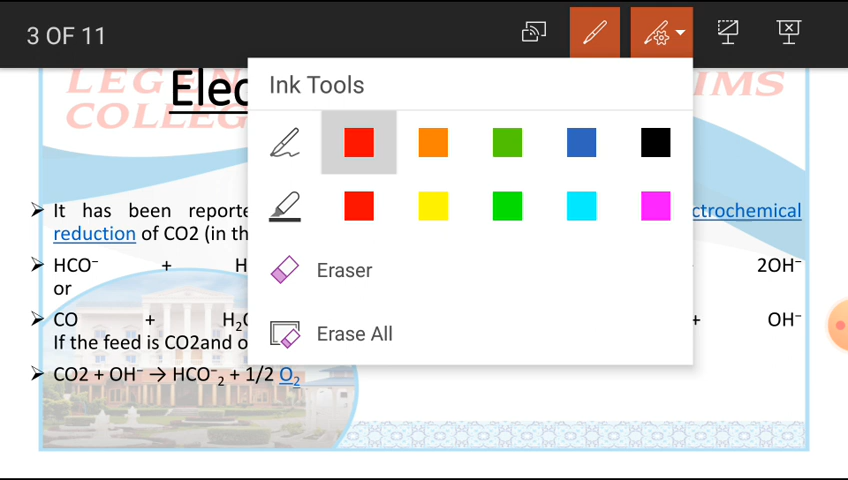 3 OF 11
LEGEN IMS
COLLEG
Elec
Ink Tools
Eraser
Erase All
➤ It has been reporte ctrochemical
reduction of CO2 (in th
➤ HCO⁻ + H 2OH⁻
or
➤ CO + H₂ + OH⁻
If the feed is CO2and o
➤ CO2 + OH⁻ → HCO⁻₂ + 1/2 O₂